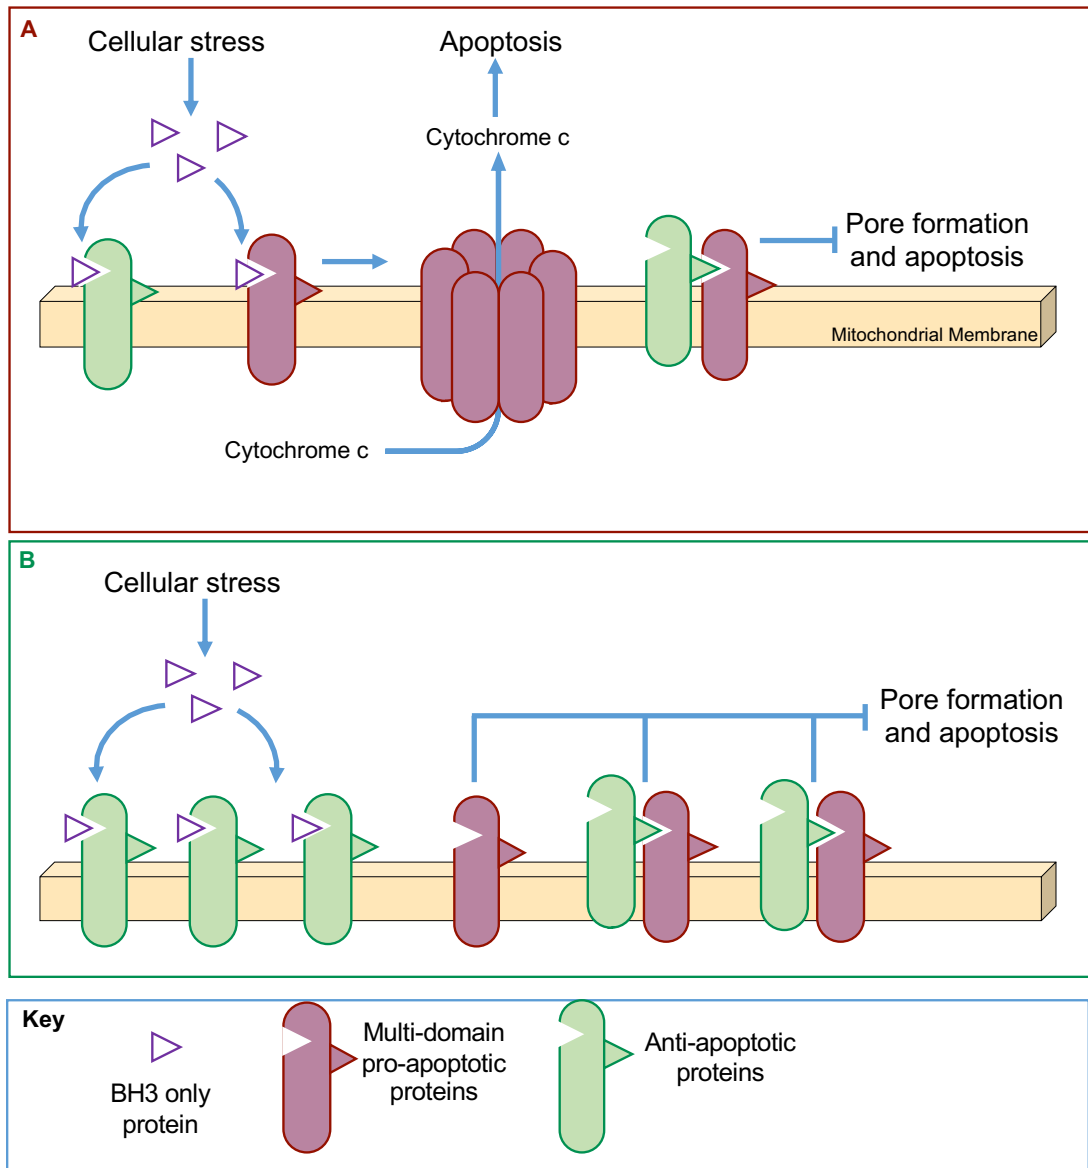 A
Cellular stress
Apoptosis
Cytochrome c
Pore formation
and apoptosis
Mitochondrial Membrane
Cytochrome c
B
Cellular stress
Pore formation
and apoptosis
Key
BH3 only
protein
Multi-domain
pro-apoptotic
proteins
Anti-apoptotic
proteins